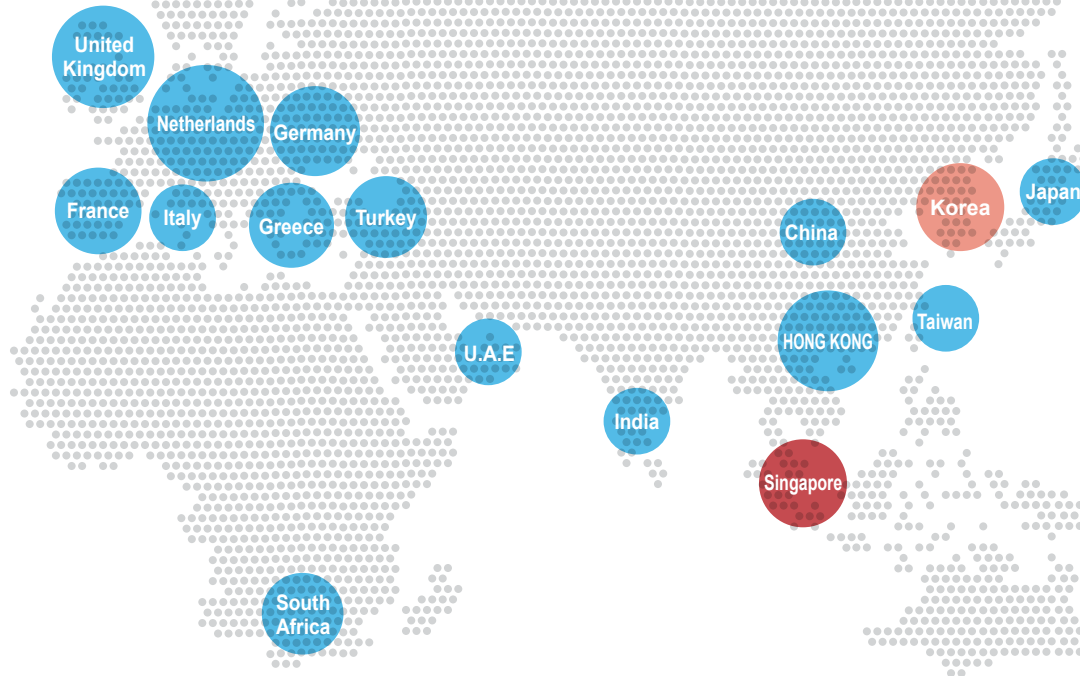 United
Kingdom
Netherlands
Germany
France
Italy
Greece
Turkey
China
Korea
Japan
U.A.E
HONG KONG
Taiwan
India
Singapore
South
Africa